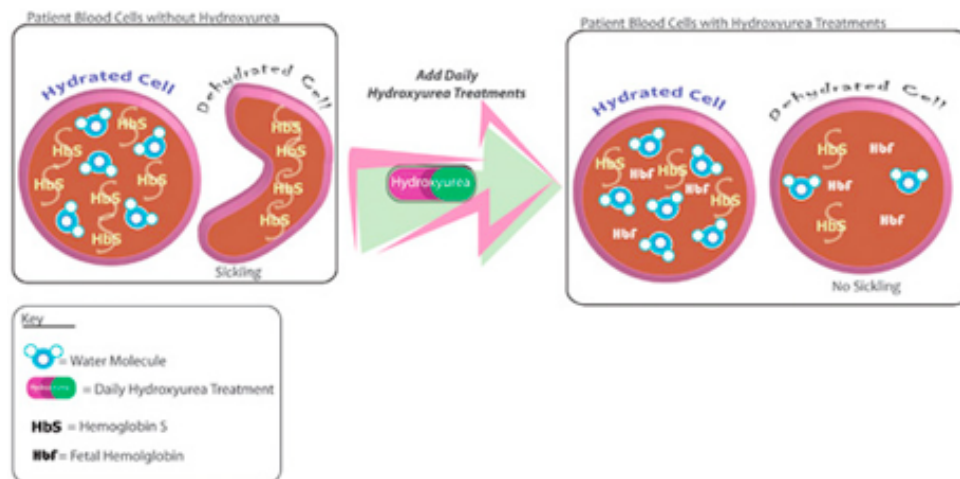 Patient Blood Cells without Hydroxyurea
Hydrated Cell
Dehydrated Cell
HbS
HbS
HbS
HbS
HbS
HbS
HbS
HbS
HbS
HbS
Sickling
Add Daily
Hydroxyurea Treatments
Hydroxyurea
Patient Blood Cells with Hydroxyurea Treatments
Hydrated Cell
Dehydrated Cell
HbS
HbS
Hbf
Hbf
HbS
Hbf
HbS
Hbf
Hbf
HbS
Hbf
No Sickling
Key
= Water Molecule
Hydroxyurea
= Daily Hydroxyurea Treatment
HbS = Hemoglobin S
Hbf = Fetal Hemolglobin